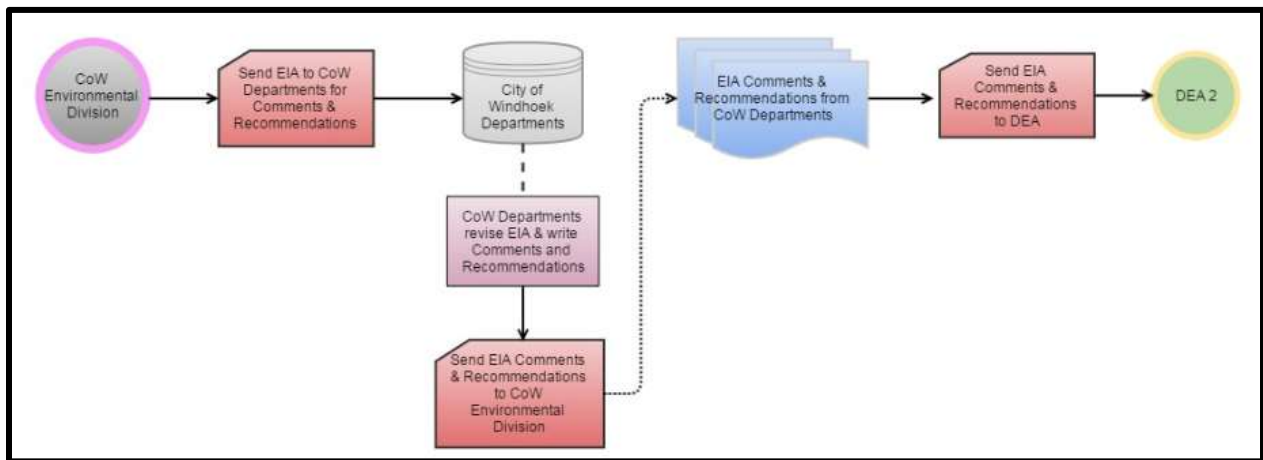 CoW
Environmental
Division
Send EIA to CoW
Departments for
Comments &
Recommendations
City of
Windhoek
Departments
CoW Departments
revise EIA & write
Comments and
Recommendations
Send EIA Comments
& Recommendations
to CoW
Environmental
Division
EIA Comments &
Recommendations from
CoW Departments
Send EIA
Comments &
Recommendations
to DEA
DEA 2